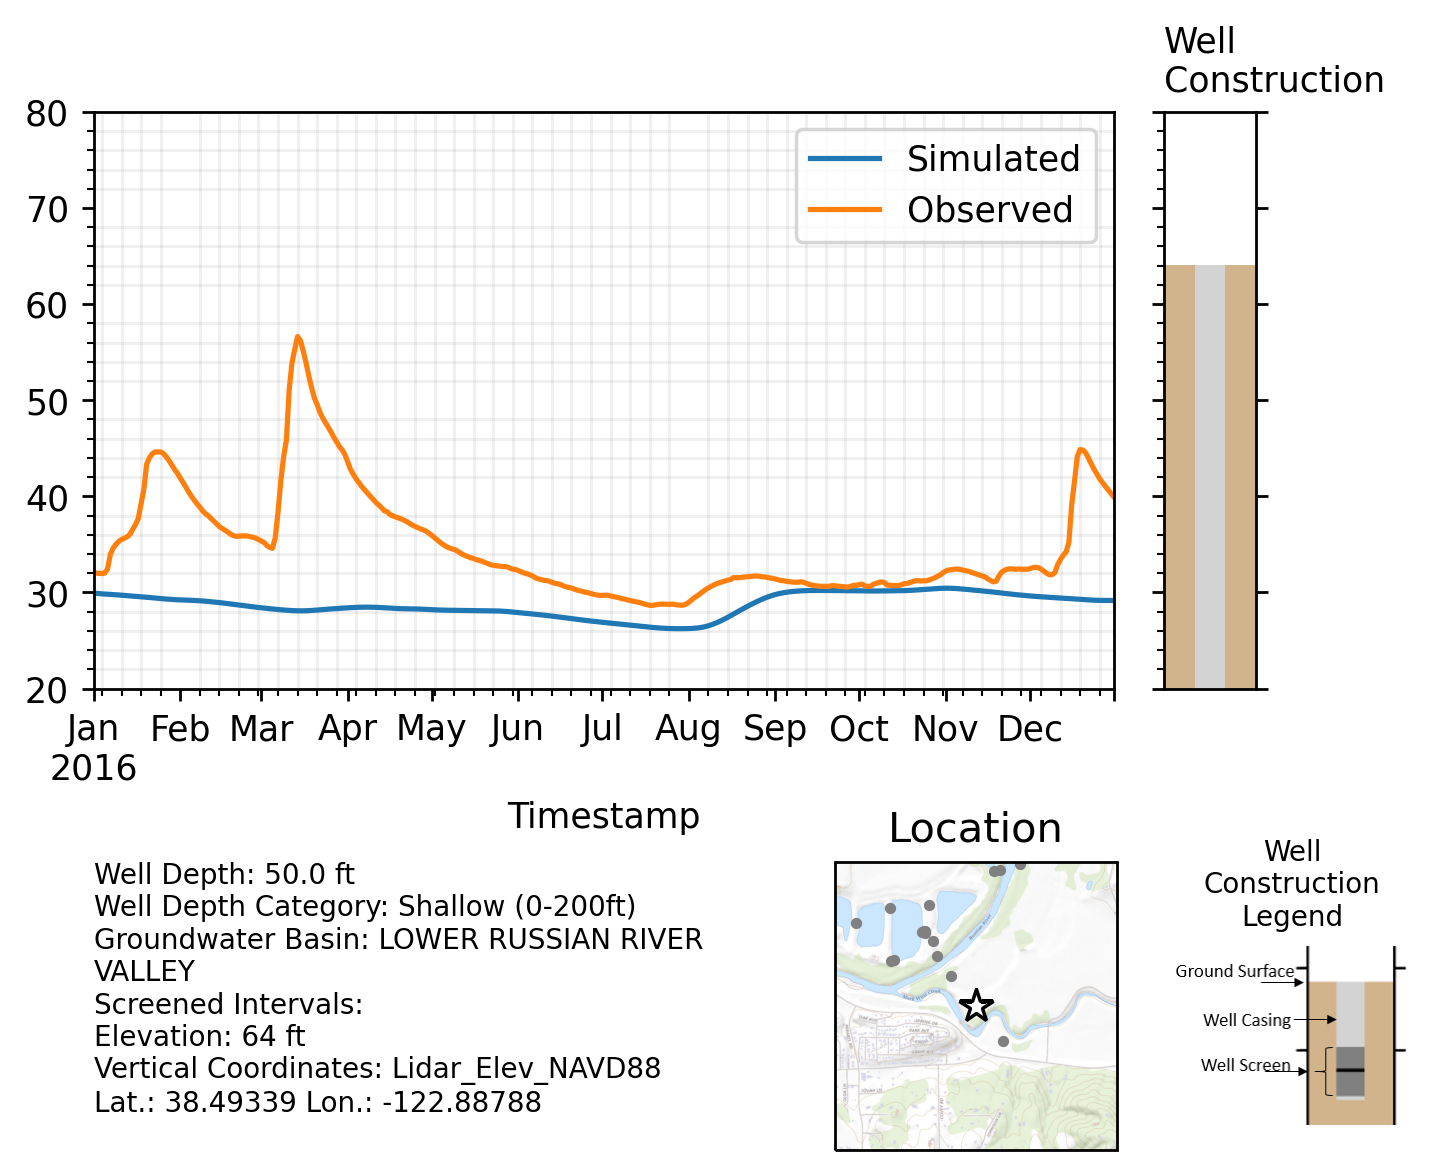 Well
Construction
80
70
60
50
40
30
20
Simulated
Observed
Jan Feb Mar Apr May Jun Jul Aug Sep Oct Nov Dec
2016
Timestamp
Well Depth: 50.0 ft
Well Depth Category: Shallow (0-200ft)
Groundwater Basin: LOWER RUSSIAN RIVER
VALLEY
Screened Intervals:
Elevation: 64 ft
Vertical Coordinates: Lidar_Elev_NAVD88
Lat.: 38.49339 Lon.: -122.88788
Location
Well
Construction
Legend
Ground Surface
Well Casing
Well Screen